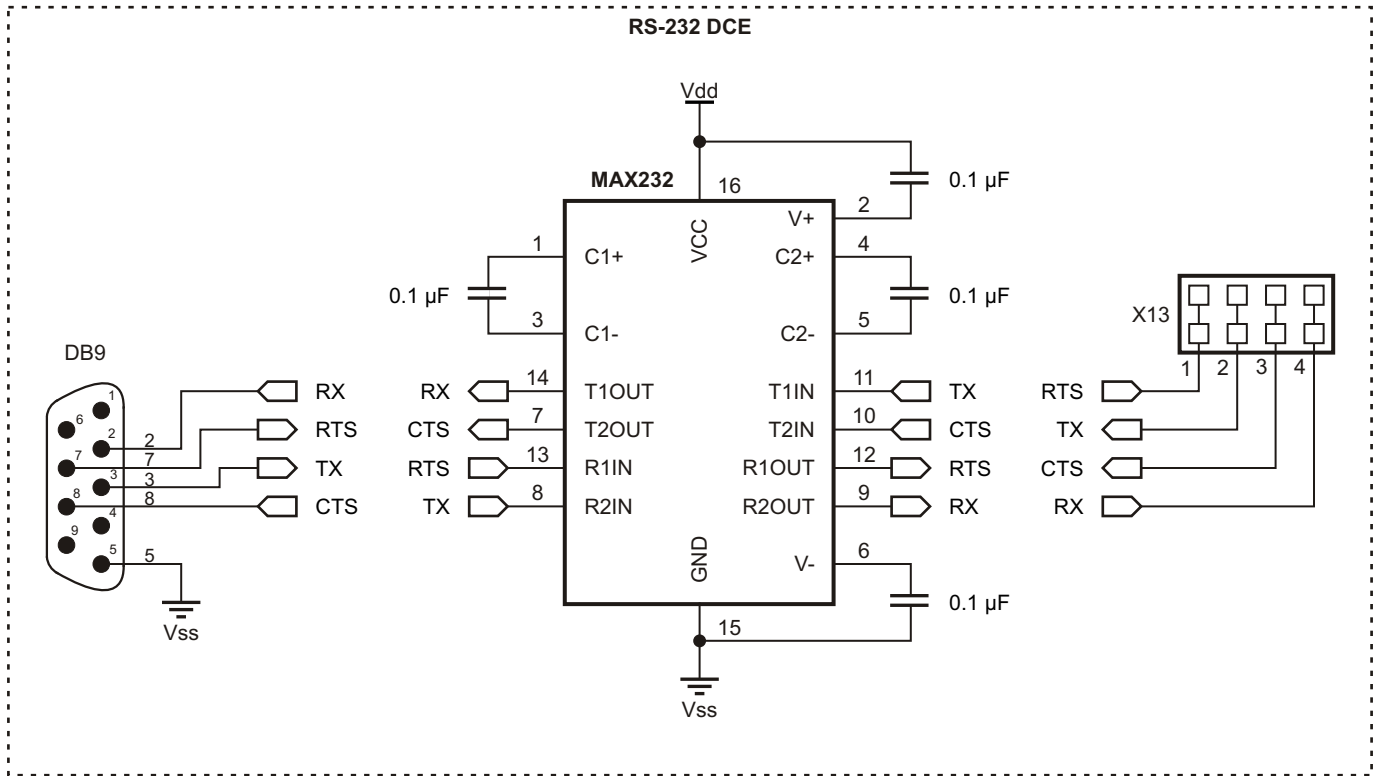 RS-232 DCE
Vdd
MAX232
16
0.1 µF
V+
2
VCC
1
C1+
C2+
4
0.1 µF
0.1 µF
X13
3
C1-
C2-
5
DB9
1 2 3 4
RX
RX
14
T1OUT
T1IN
11
TX
RTS
RTS
CTS
7
T2OUT
T2IN
10
CTS
TX
TX
RTS
13
R1IN
R1OUT
12
RTS
CTS
CTS
TX
8
R2IN
R2OUT
9
RX
RX
1
6
2
2
7
7
3
3
8
8
4
9
5
5
Vss
GND
V-
6
0.1 µF
15
Vss